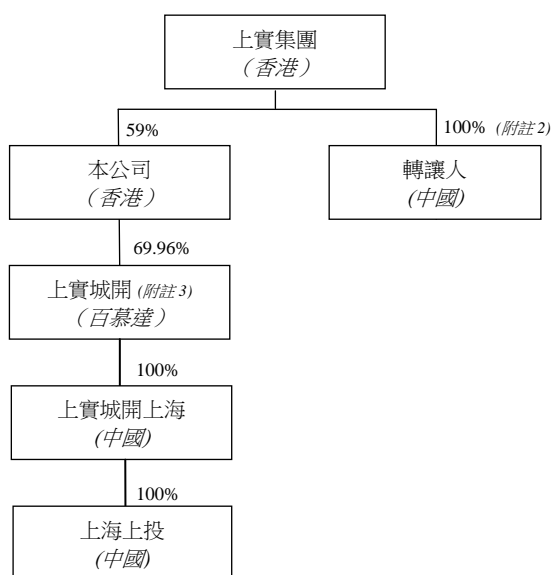 上實集團
（香港）
59%
100% (附註 2)
本公司
（香港）
轉讓人
(中國)
69.96%
上實城開 (附註 3)
（百慕達）
100%
上實城開上海
(中國)
100%
上海上投
(中國)